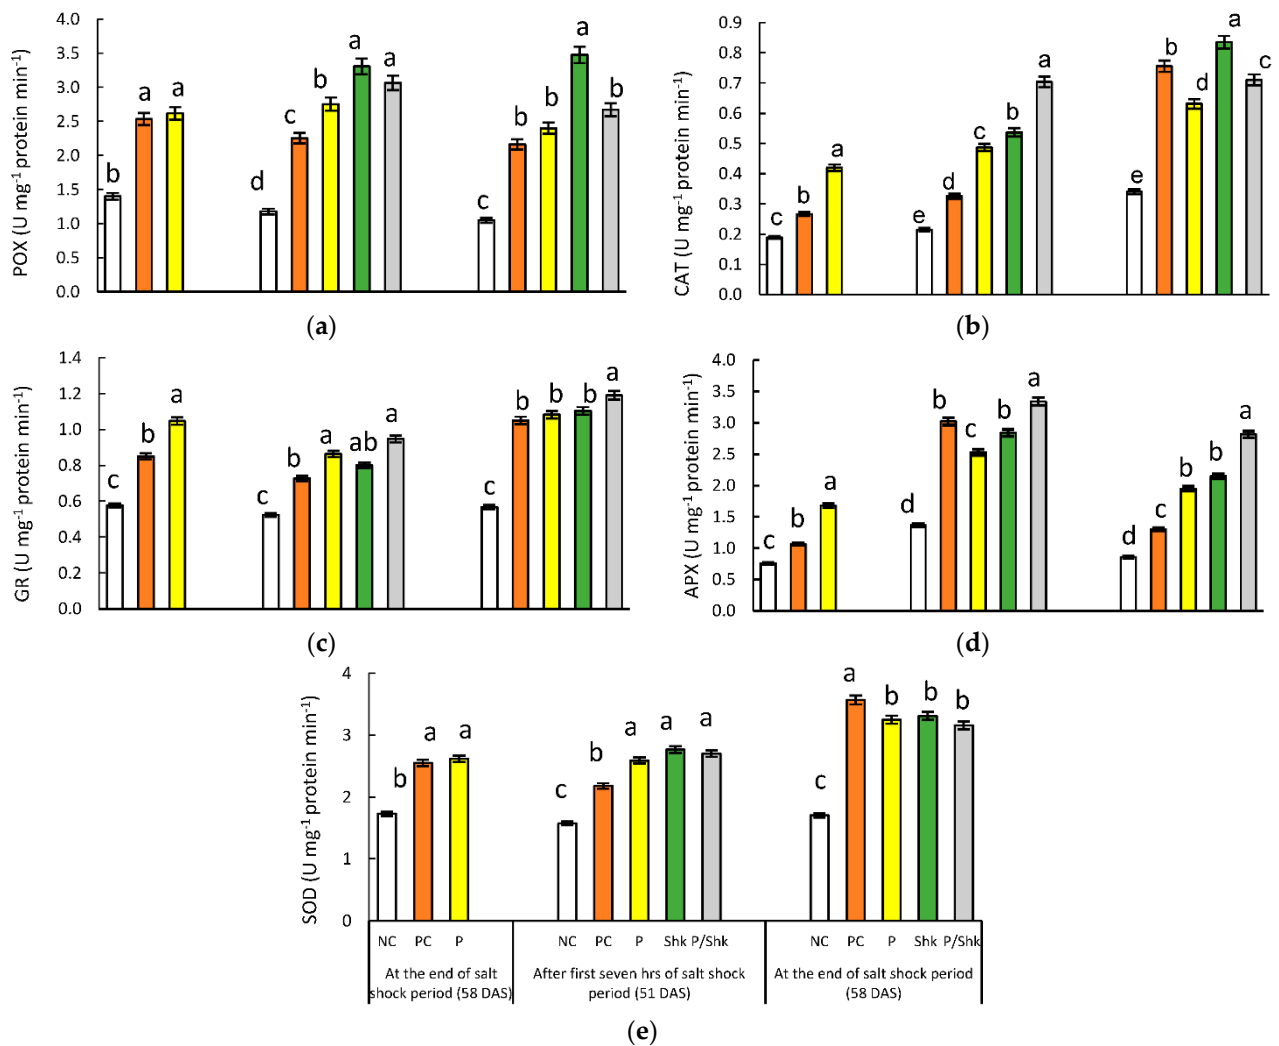 4.0
3.5
3.0
2.5
2.0
1.5
1.0
0.5
0.0
POX (U mg⁻¹ protein min⁻¹)
b a a
d c b a a
c b b a b
(a)
0.9
0.8
0.7
0.6
0.5
0.4
0.3
0.2
0.1
0.0
CAT (U mg⁻¹ protein min⁻¹)
c b a
e d c b a
e b d a c
(b)
1.4
1.2
1.0
0.8
0.6
0.4
0.2
0.0
GR (U mg⁻¹ protein min⁻¹)
c b a
c b a ab a
c b b b a
(c)
4.0
3.5
3.0
2.5
2.0
1.5
1.0
0.5
0.0
APX (U mg⁻¹ protein min⁻¹)
c b a
d b c b a
d c b b a
(d)
4
3
2
1
0
SOD (U mg⁻¹ protein min⁻¹)
b a a
c b a a a
c a b b b
NC PC P NC PC P Shk P/Shk NC PC P Shk P/Shk
At the end of salt
shock period (58 DAS)
After first seven hrs of salt shock
period (51 DAS)
At the end of salt shock period
(58 DAS)
(e)